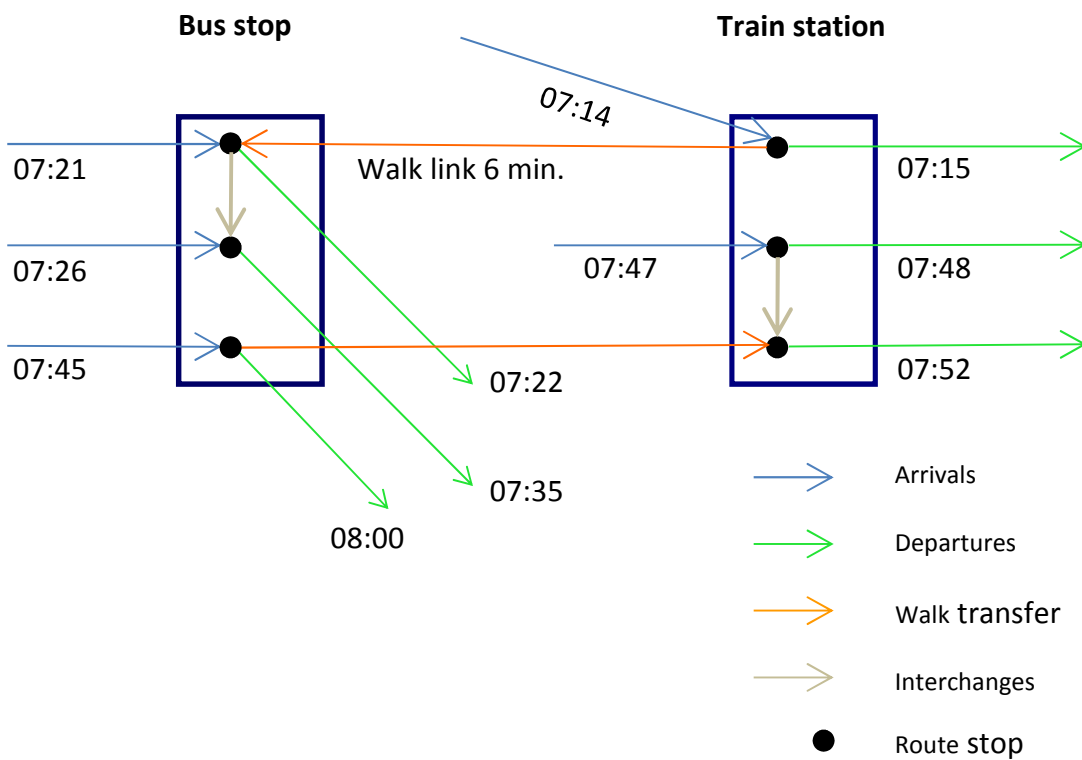 Bus stop
Train station
07:14
07:21
Walk link 6 min.
07:15
07:26
07:47
07:48
07:45
07:22
07:52
07:35
08:00
Arrivals
Departures
Walk transfer
Interchanges
Route stop